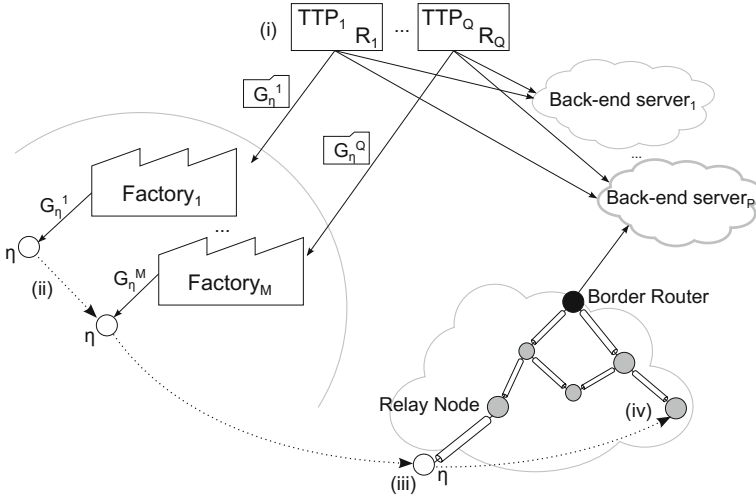 (i)
TTP1 ... TTPQ
R1 RQ
Gη1
Back-end server1
...
GηQ
Factory1
Back-end serverP
Gη1
...
η
(ii)
GηM
FactoryM
Border Router
η
Relay Node
(iv)
(iii)
η